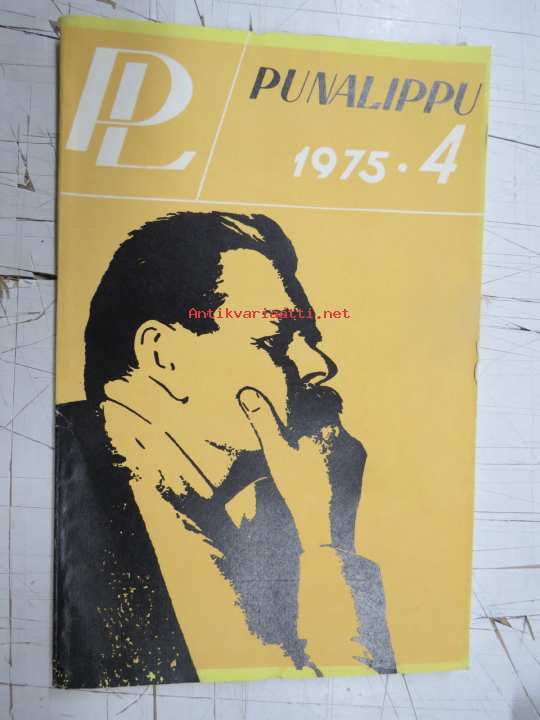 PL
PUNALIPPU
1975 • 4
Antikvariaatti.net